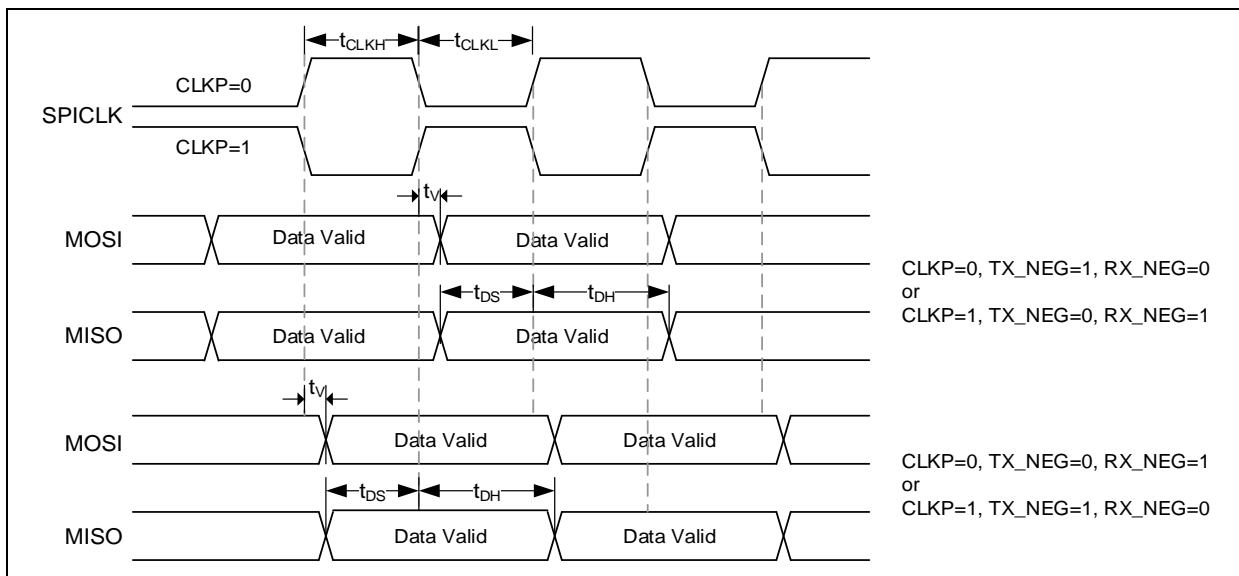 tCLKH tCLKL
CLKP=0
SPICLK
CLKP=1
tV
MOSI Data Valid Data Valid
CLKP=0, TX_NEG=1, RX_NEG=0
or
CLKP=1, TX_NEG=0, RX_NEG=1
tDS tDH
MISO Data Valid Data Valid
tV
MOSI Data Valid Data Valid
CLKP=0, TX_NEG=0, RX_NEG=1
or
CLKP=1, TX_NEG=1, RX_NEG=0
tDS tDH
MISO Data Valid Data Valid